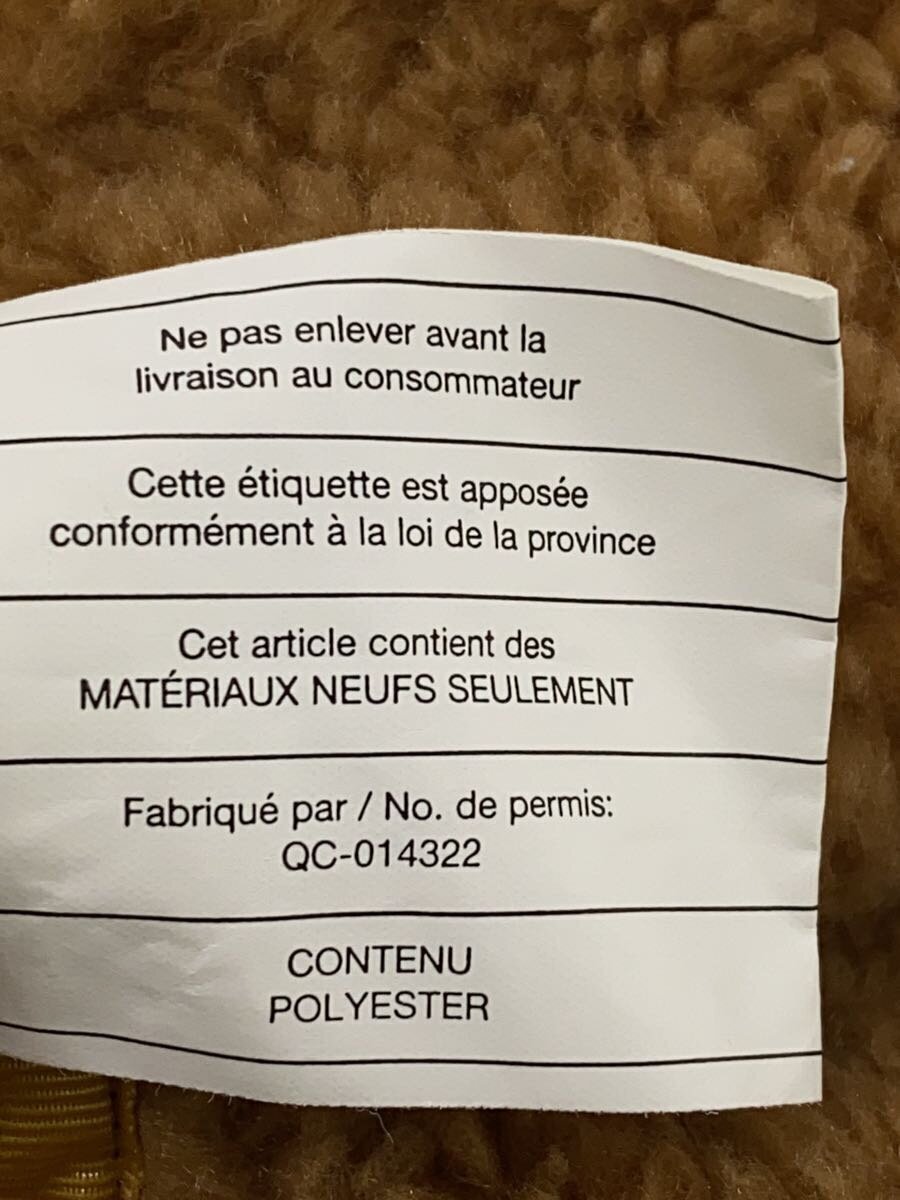 Ne pas enlever avant la
livraison au consommateur
Cette étiquette est apposée
conformément à la loi de la province
Cet article contient des
MATÉRIAUX NEUFS SEULEMENT
Fabriqué par / No. de permis:
QC-014322
CONTENU
POLYESTER